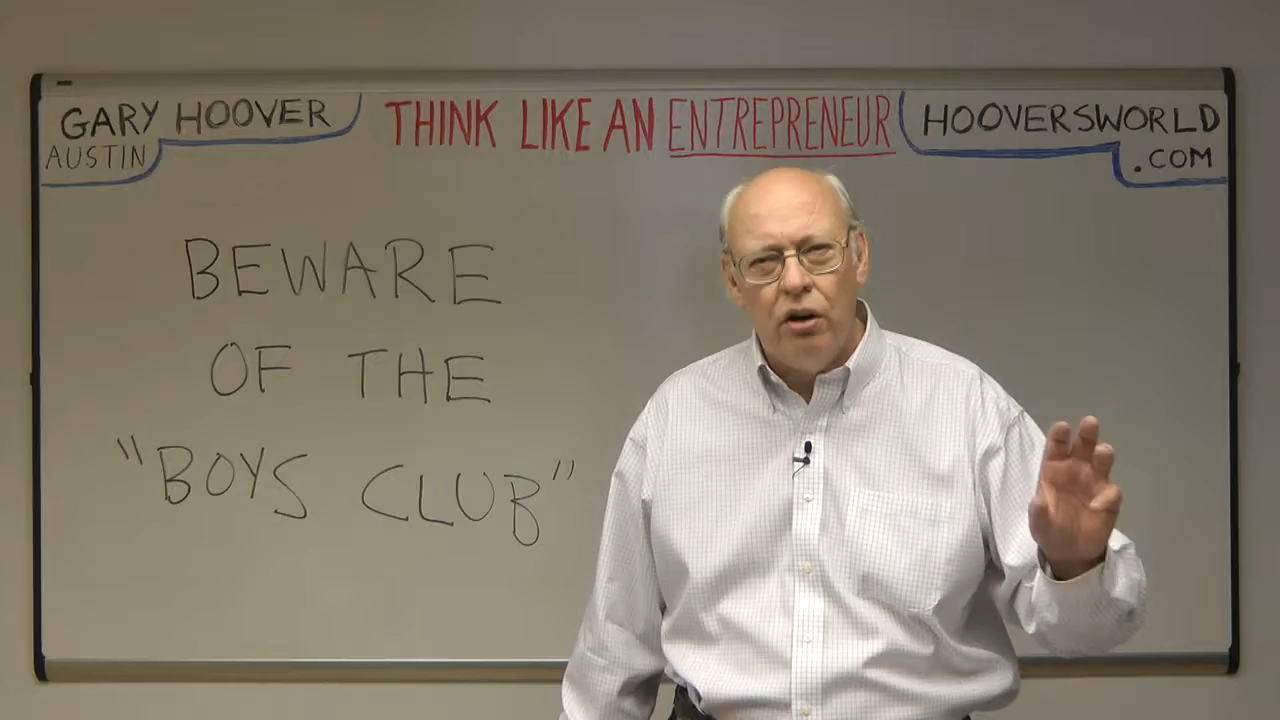 GARY HOOVER
AUSTIN
THINK LIKE AN ENTREPRENEUR
HOOVERSWORLD
.COM
BEWARE
OF THE
"BOYS CLUB"